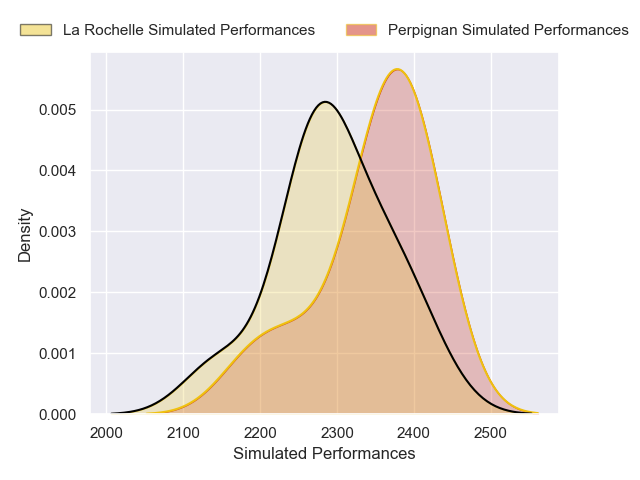 La Rochelle Simulated Performances
Perpignan Simulated Performances
0.005
0.004
0.003
0.002
0.001
0.000
Density
2000 2100 2200 2300 2400 2500
Simulated Performances